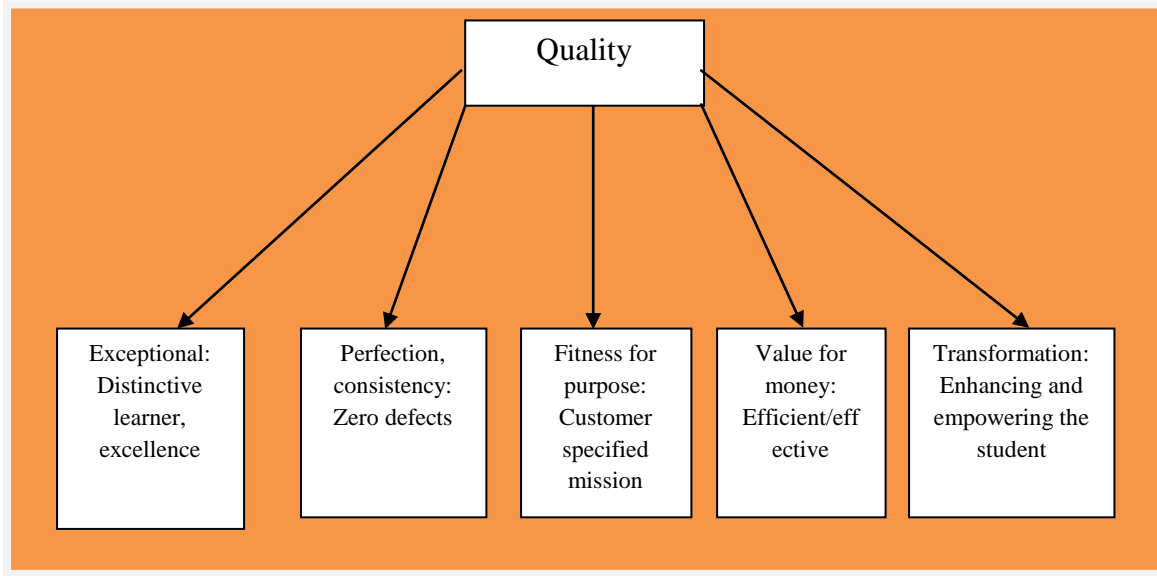 Quality
Exceptional:
Distinctive
learner,
excellence
Perfection,
consistency:
Zero defects
Fitness for
purpose:
Customer
specified
mission
Value for
money:
Efficient/eff
ective
Transformation:
Enhancing and
empowering the
student